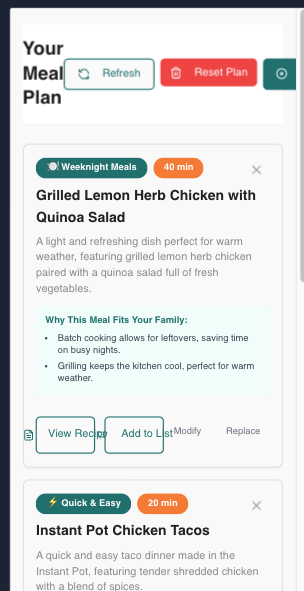 Your
Meal
Plan
Refresh
Reset Plan
Weeknight Meals
40 min
Grilled Lemon Herb Chicken with
Quinoa Salad
A light and refreshing dish perfect for warm
weather, featuring grilled lemon herb chicken
paired with a quinoa salad full of fresh
vegetables.
Why This Meal Fits Your Family:
• Batch cooking allows for leftovers, saving time
on busy nights.
• Grilling keeps the kitchen cool, perfect for warm
weather.
View Recipe
Add to List
Modify
Replace
⚡ Quick & Easy
20 min
Instant Pot Chicken Tacos
A quick and easy taco dinner made in the
Instant Pot, featuring tender shredded chicken
with a blend of spices.